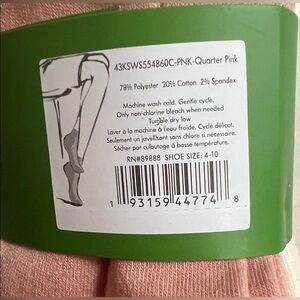 43KSWS554860C-PNK-Quarter Pink
78% Polyester 20% Cotton 2% Spandex
Machine wash cold. Gentle cycle.
Only non-chlorine bleach when needed
Tumble dry low
Laver à la machine à l'eau froide. Cycle délicat.
Seulement un javellisant sans chlore si nécessaire.
Sécher par culbutage à basse température.
RN#89888 SHOE SIZE: 4-10
1 93159 44774 8